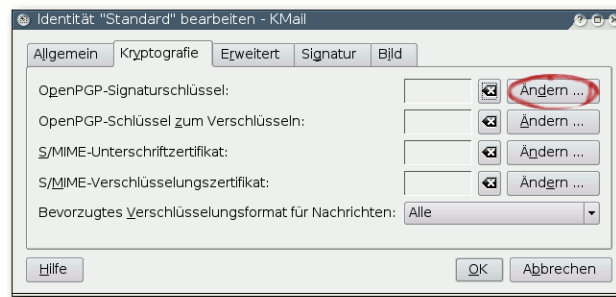 Identität "Standard" bearbeiten - KMail
Allgemein Kryptografie Erweitert Signatur Bild
OpenPGP-Signaturschlüssel: Ändern ...
OpenPGP-Schlüssel zum Verschlüsseln: Ändern ...
S/MIME-Unterschriftzertifikat: Ändern ...
S/MIME-Verschlüsselungszertifikat: Ändern ...
Bevorzugtes Verschlüsselungsformat für Nachrichten: Alle
Hilfe OK Abbrechen